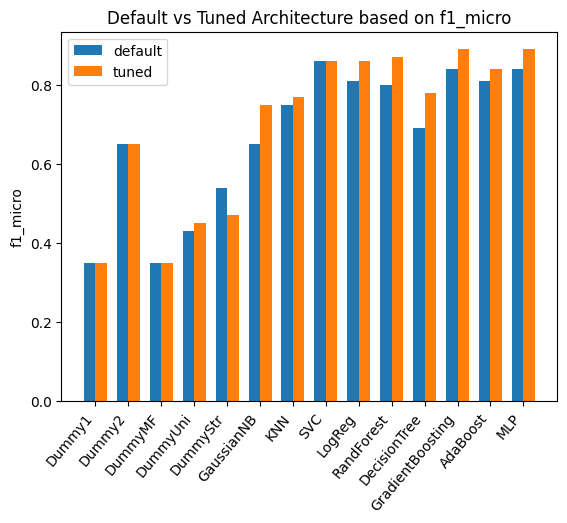 Default vs Tuned Architecture based on f1_micro
default
tuned
f1_micro
0.8
0.6
0.4
0.2
0.0
Dummy1
Dummy2
DummyMF
DummyUni
DummyStr
GaussianNB
KNN
SVC
LogReg
RandForest
DecisionTree
GradientBoosting
AdaBoost
MLP